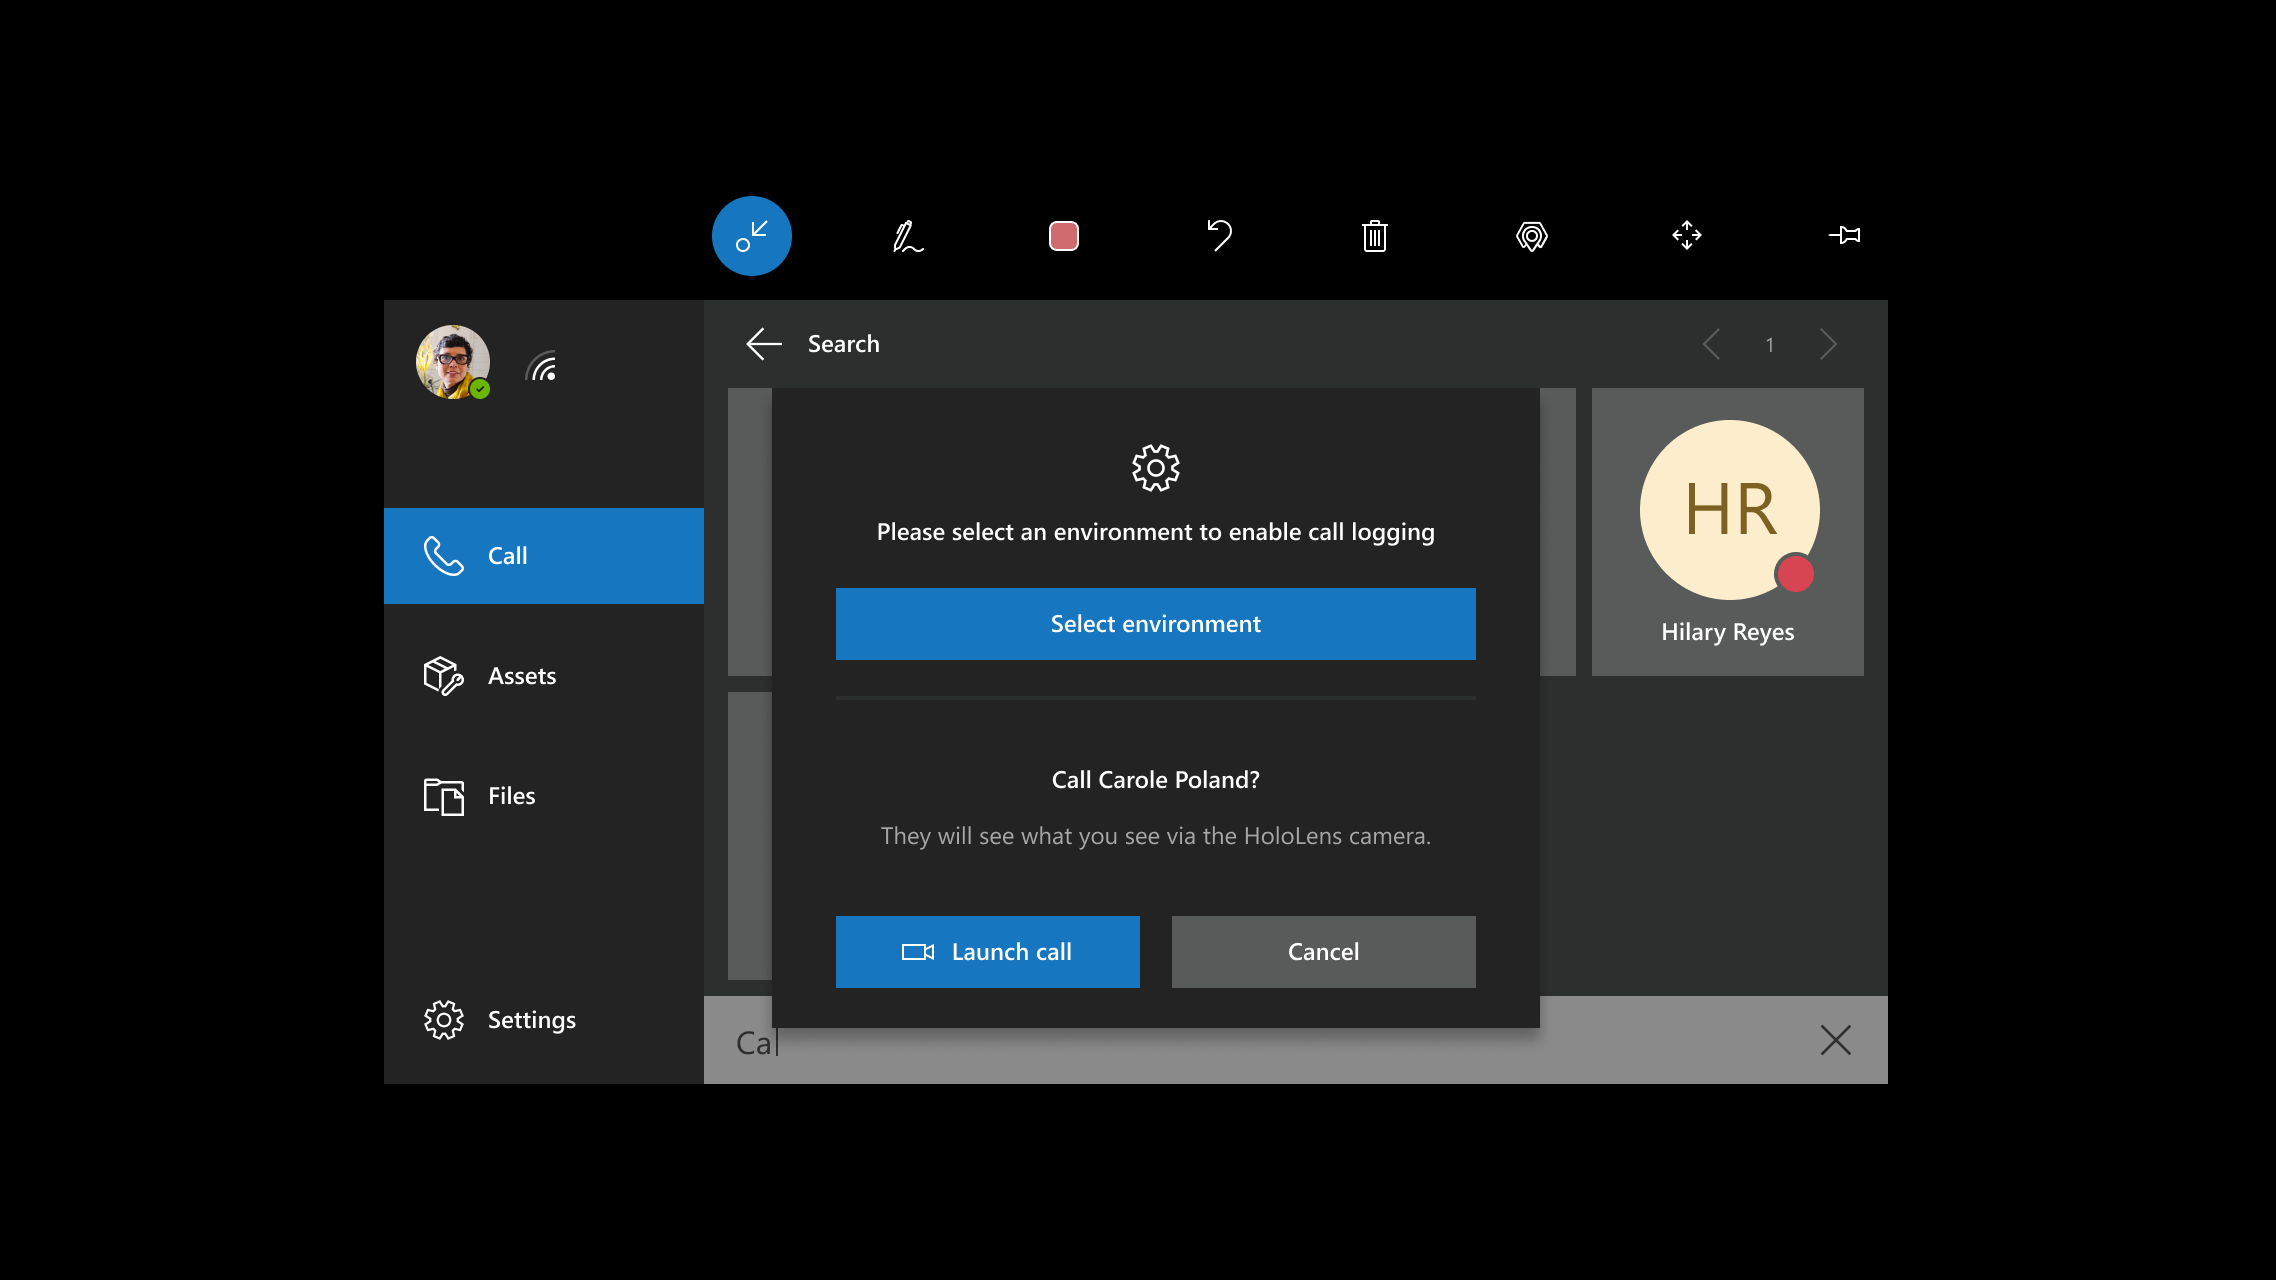 Search
1
Call
Assets
Files
Settings
Please select an environment to enable call logging
Select environment
Call Carole Poland?
They will see what you see via the HoloLens camera.
Launch call
Cancel
HR
Hilary Reyes
Cal